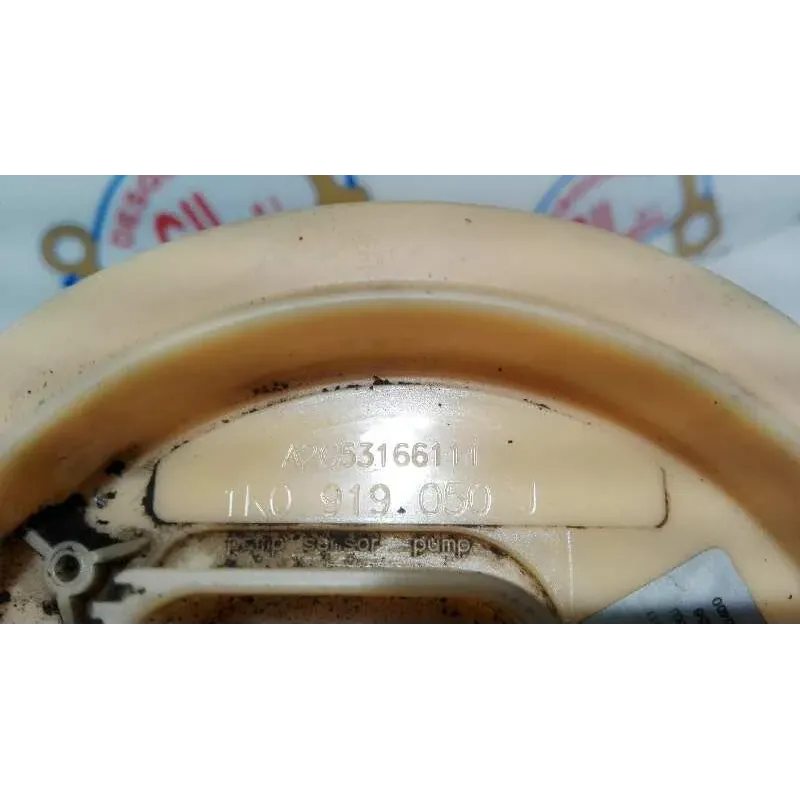 A2C53166111
1K0 919 050 J
pump sensor pump